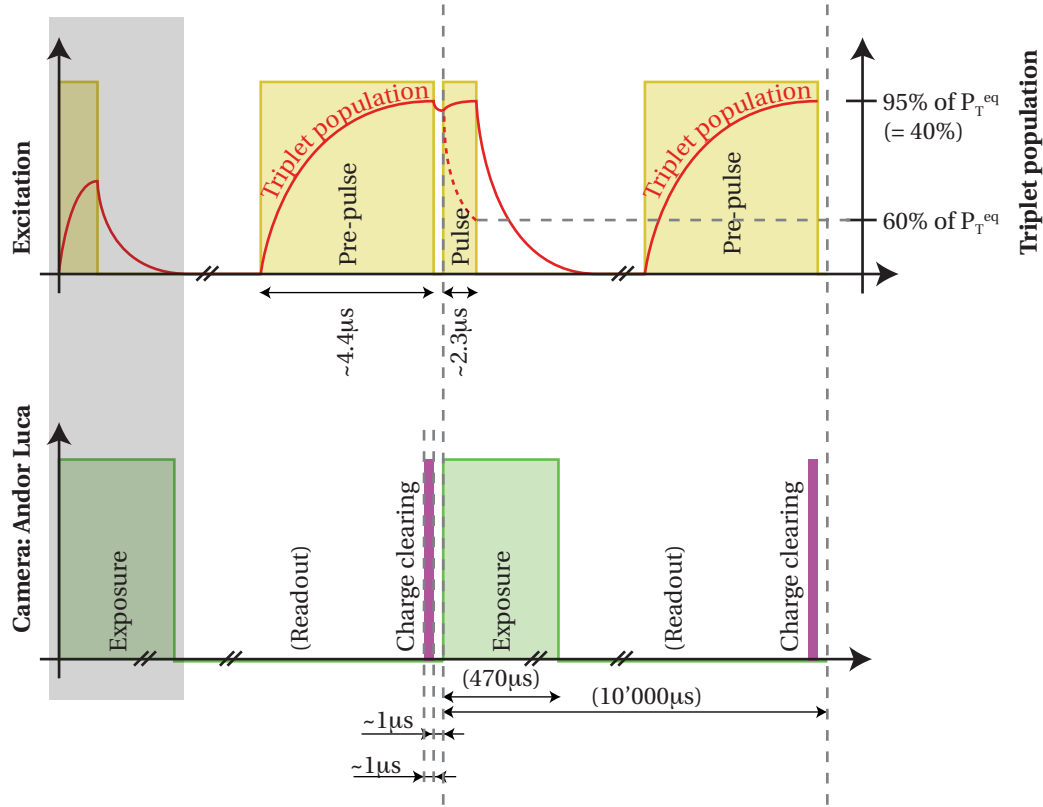 Excitation
Triplet population
Pre-pulse
Pulse
Triplet population
Pre-pulse
95% of P_T^eq
(= 40%)
60% of P_T^eq
Triplet population
~4.4µs
~2.3µs
Camera: Andor Luca
Exposure
(Readout)
Charge clearing
Exposure
(Readout)
Charge clearing
(470µs)
(10’000µs)
~1µs
~1µs